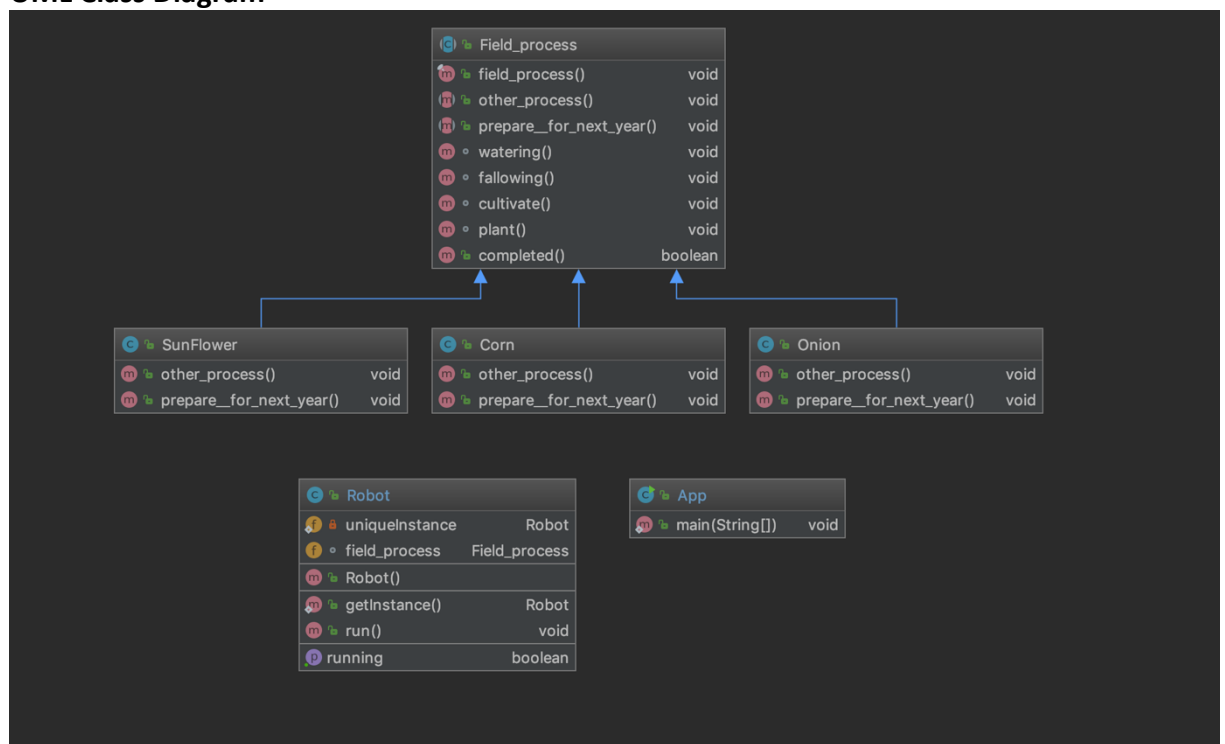 UML Class Diagram
Field_process
field_process() void
other_process() void
prepare__for_next_year() void
watering() void
fallowing() void
cultivate() void
plant() void
completed() boolean
SunFlower
other_process() void
prepare__for_next_year() void
Corn
other_process() void
prepare__for_next_year() void
Onion
other_process() void
prepare__for_next_year() void
Robot
uniqueInstance Robot
field_process Field_process
Robot()
getInstance() Robot
run() void
running boolean
App
main(String[]) void